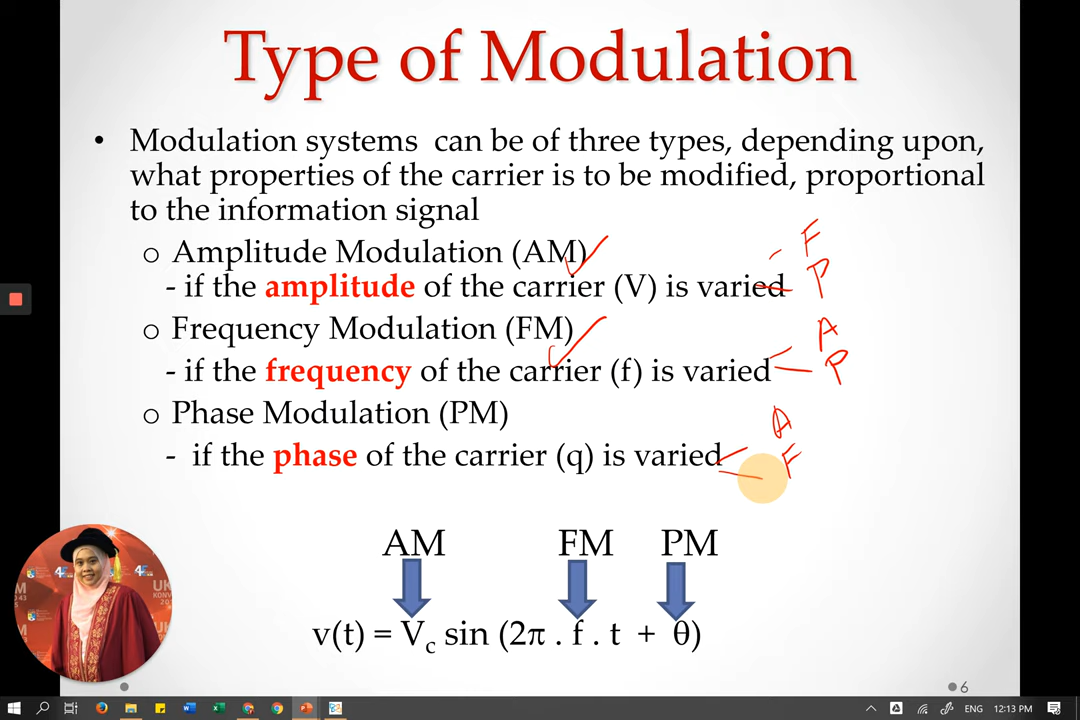 Type of Modulation
• Modulation systems can be of three types, depending upon,
what properties of the carrier is to be modified, proportional
to the information signal
o Amplitude Modulation (AM)
F
- if the amplitude of the carrier (V) is varied
P
o Frequency Modulation (FM)
A
- if the frequency of the carrier (f) is varied
P
o Phase Modulation (PM)
A
- if the phase of the carrier (q) is varied
F
AM FM PM
v(t) = Vc sin (2π . f . t + θ)
6
ENG 12:13 PM